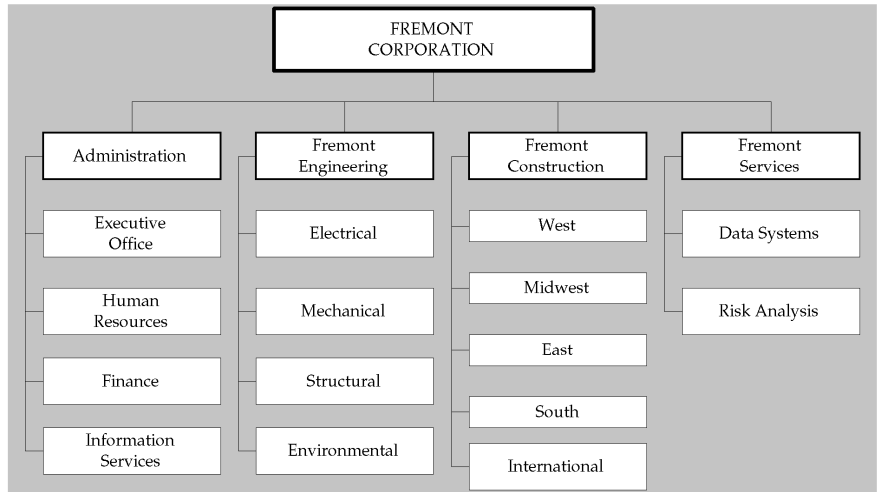 FREMONT
CORPORATION
Administration
Executive
Office
Human
Resources
Finance
Information
Services
Fremont
Engineering
Electrical
Mechanical
Structural
Environmental
Fremont
Construction
West
Midwest
East
South
International
Fremont
Services
Data Systems
Risk Analysis